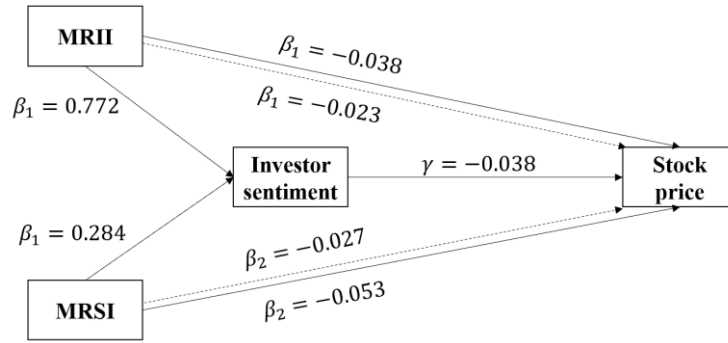 MRII
β₁ = −0.038
β₁ = −0.023
β₁ = 0.772
Investor
sentiment
γ = −0.038
Stock
price
β₁ = 0.284
β₂ = −0.027
β₂ = −0.053
MRSI